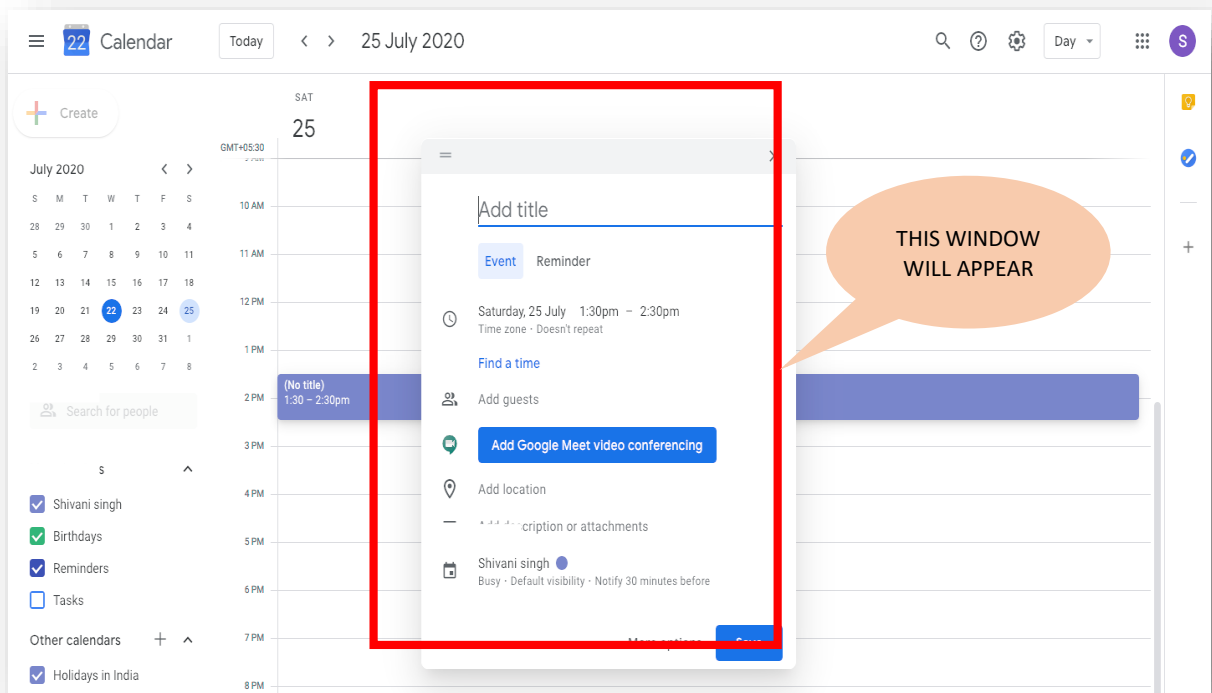 22 Calendar Today 25 July 2020 Day S
Create
SAT
25
GMT+05:30
July 2020
S M T W T F S
28 29 30 1 2 3 4
5 6 7 8 9 10 11
12 13 14 15 16 17 18
19 20 21 22 23 24 25
26 27 28 29 30 31 1
2 3 4 5 6 7 8
Search for people
s
Shivani singh
Birthdays
Reminders
Tasks
Other calendars
Holidays in India
10 AM
11 AM
12 PM
1 PM
2 PM
3 PM
4 PM
5 PM
6 PM
7 PM
8 PM
(No title)
1:30 – 2:30pm
Add title
Event Reminder
Saturday, 25 July 1:30pm – 2:30pm
Time zone · Doesn't repeat
Find a time
Add guests
Add Google Meet video conferencing
Add location
cription or attachments
Shivani singh
Busy · Default visibility · Notify 30 minutes before
THIS WINDOW
WILL APPEAR